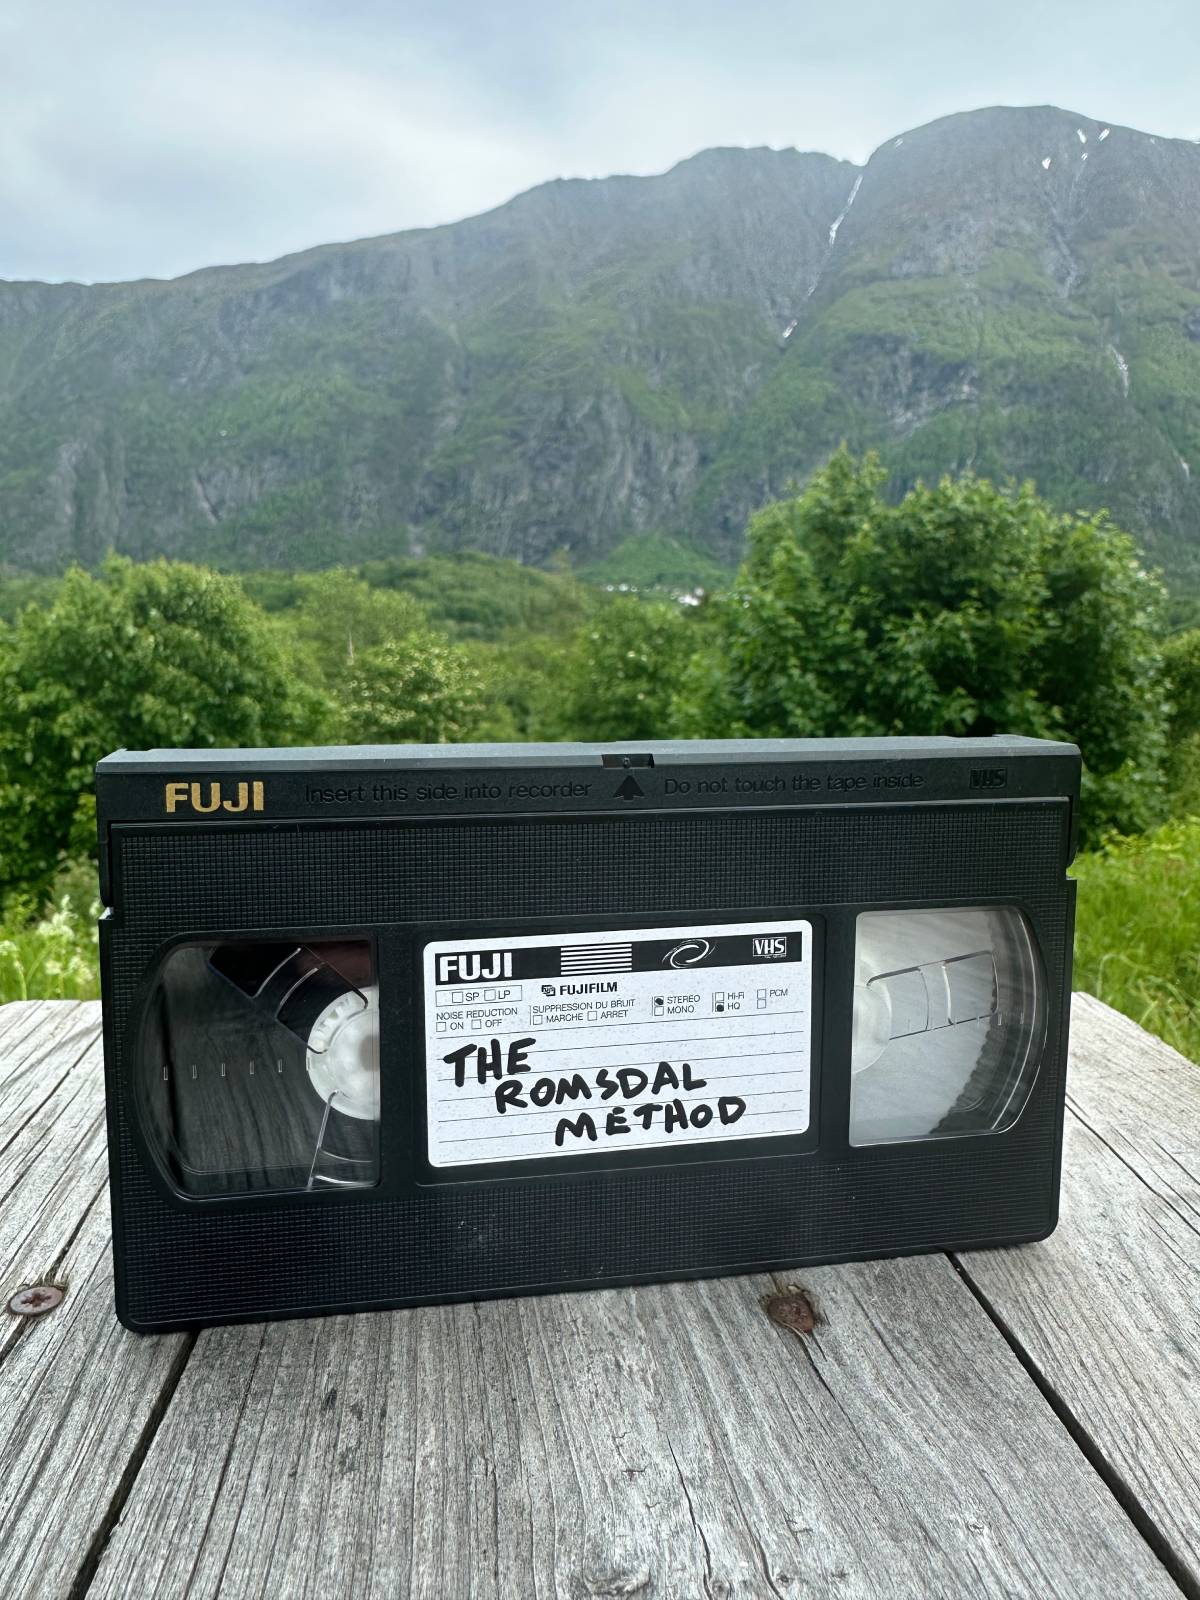 FUJI Insert this side into recorder Do not touch the tape inside VHS
FUJI VHS
SP LP FUJIFILM
NOISE REDUCTION SUPPRESSION DU BRUIT STEREO HI-FI PCM
ON OFF MARCHE ARRET MONO HQ
THE
ROMSDAL
METHOD